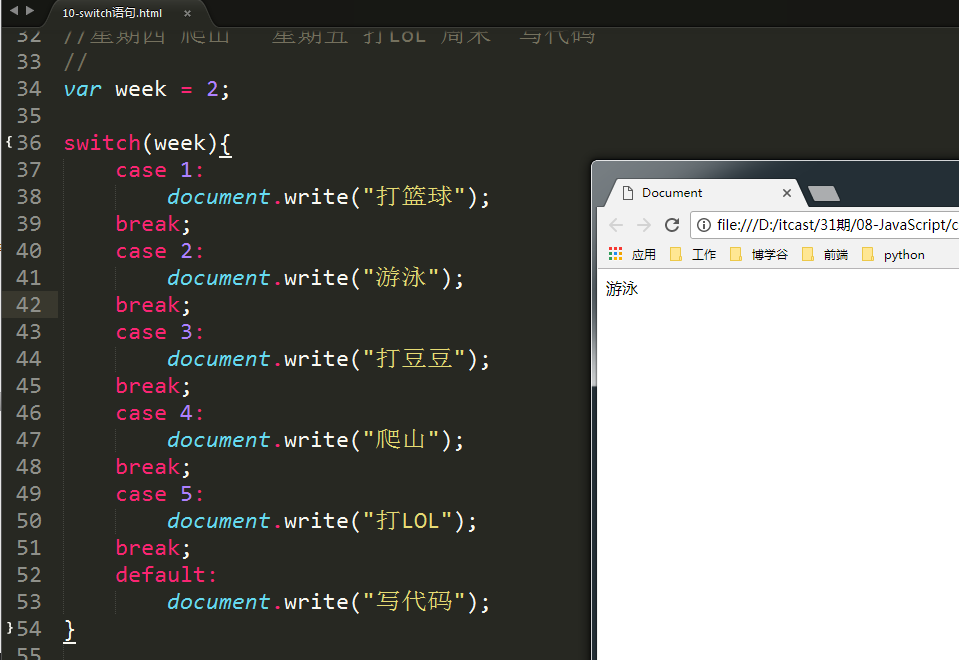 10-switch语句.html ×
32 //星期四 爬山 星期五 打LOL 周末 写代码
33 //
34 var week = 2;
35
36 switch(week){
37 case 1:
38 document.write("打篮球");
39 break;
40 case 2:
41 document.write("游泳");
42 break;
43 case 3:
44 document.write("打豆豆");
45 break;
46 case 4:
47 document.write("爬山");
48 break;
49 case 5:
50 document.write("打LOL");
51 break;
52 default:
53 document.write("写代码");
54 }
55
Document ×
file:///D:/itcast/31期/08-JavaScript/c
应用 工作 博学谷 前端 python
游泳